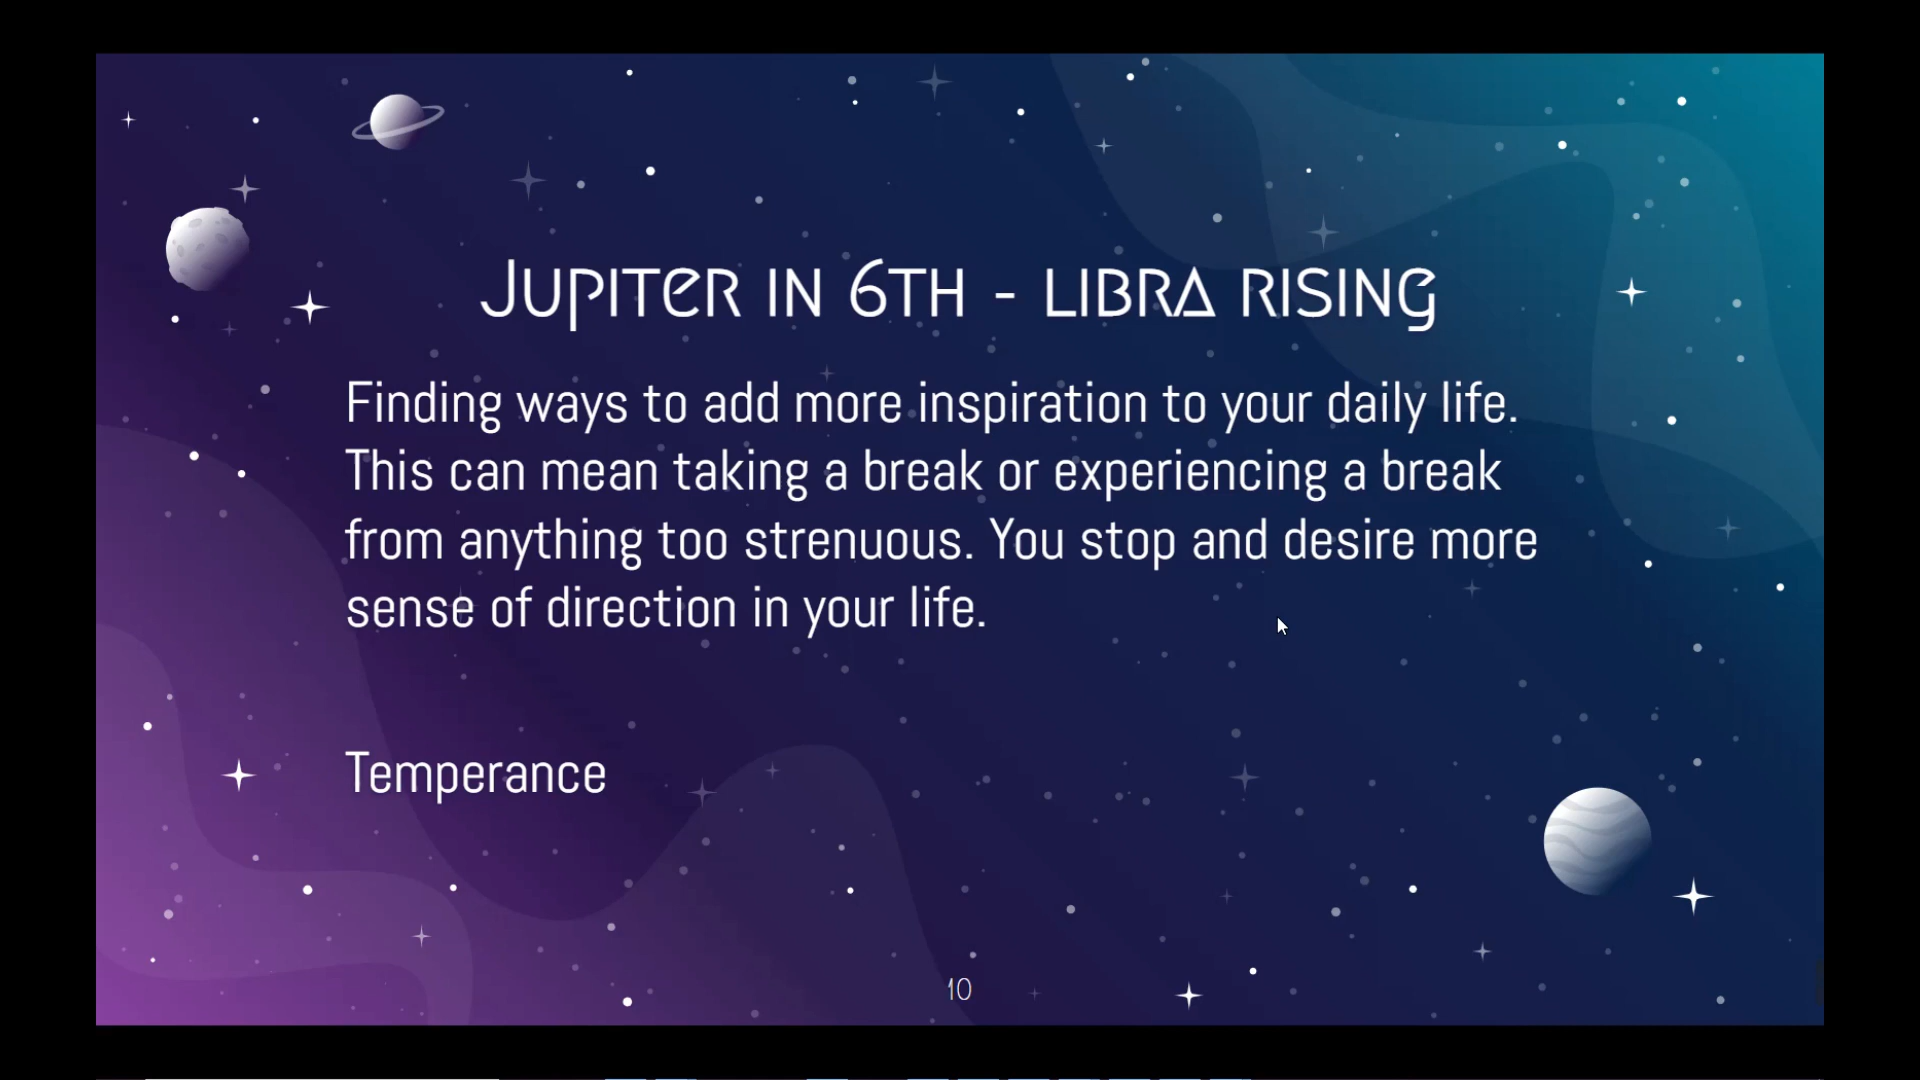 Jupiter in 6th - Libra Rising
Finding ways to add more inspiration to your daily life.
This can mean taking a break or experiencing a break
from anything too strenuous. You stop and desire more
sense of direction in your life.
Temperance
10